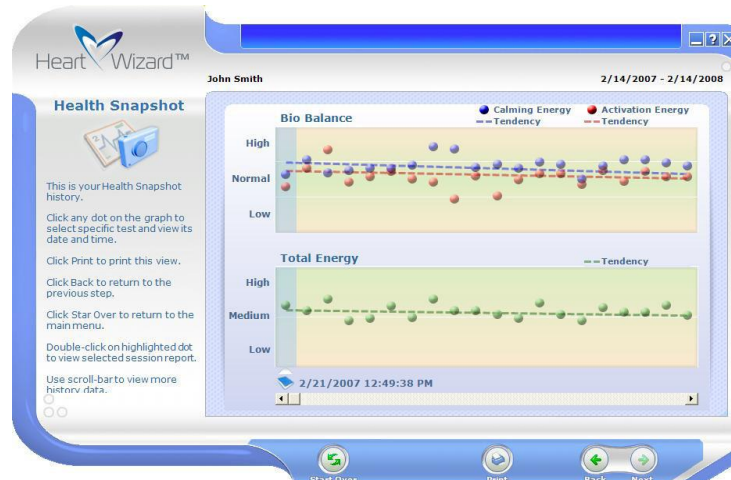 Heart Wizard™
John Smith
2/14/2007 - 2/14/2008
Health Snapshot
This is your Health Snapshot
history.
Click any dot on the graph to
select specific test and view its
date and time.
Click Print to print this view.
Click Back to return to the
previous step.
Click Star Over to return to the
main menu.
Double-click on highlighted dot
to view selected session report.
Use scroll-bar to view more
history data.
Bio Balance
Calming Energy
Activation Energy
Tendency
Tendency
High
Normal
Low
Total Energy
Tendency
High
Medium
Low
2/21/2007 12:49:38 PM
Start Over
Print
Back
Next